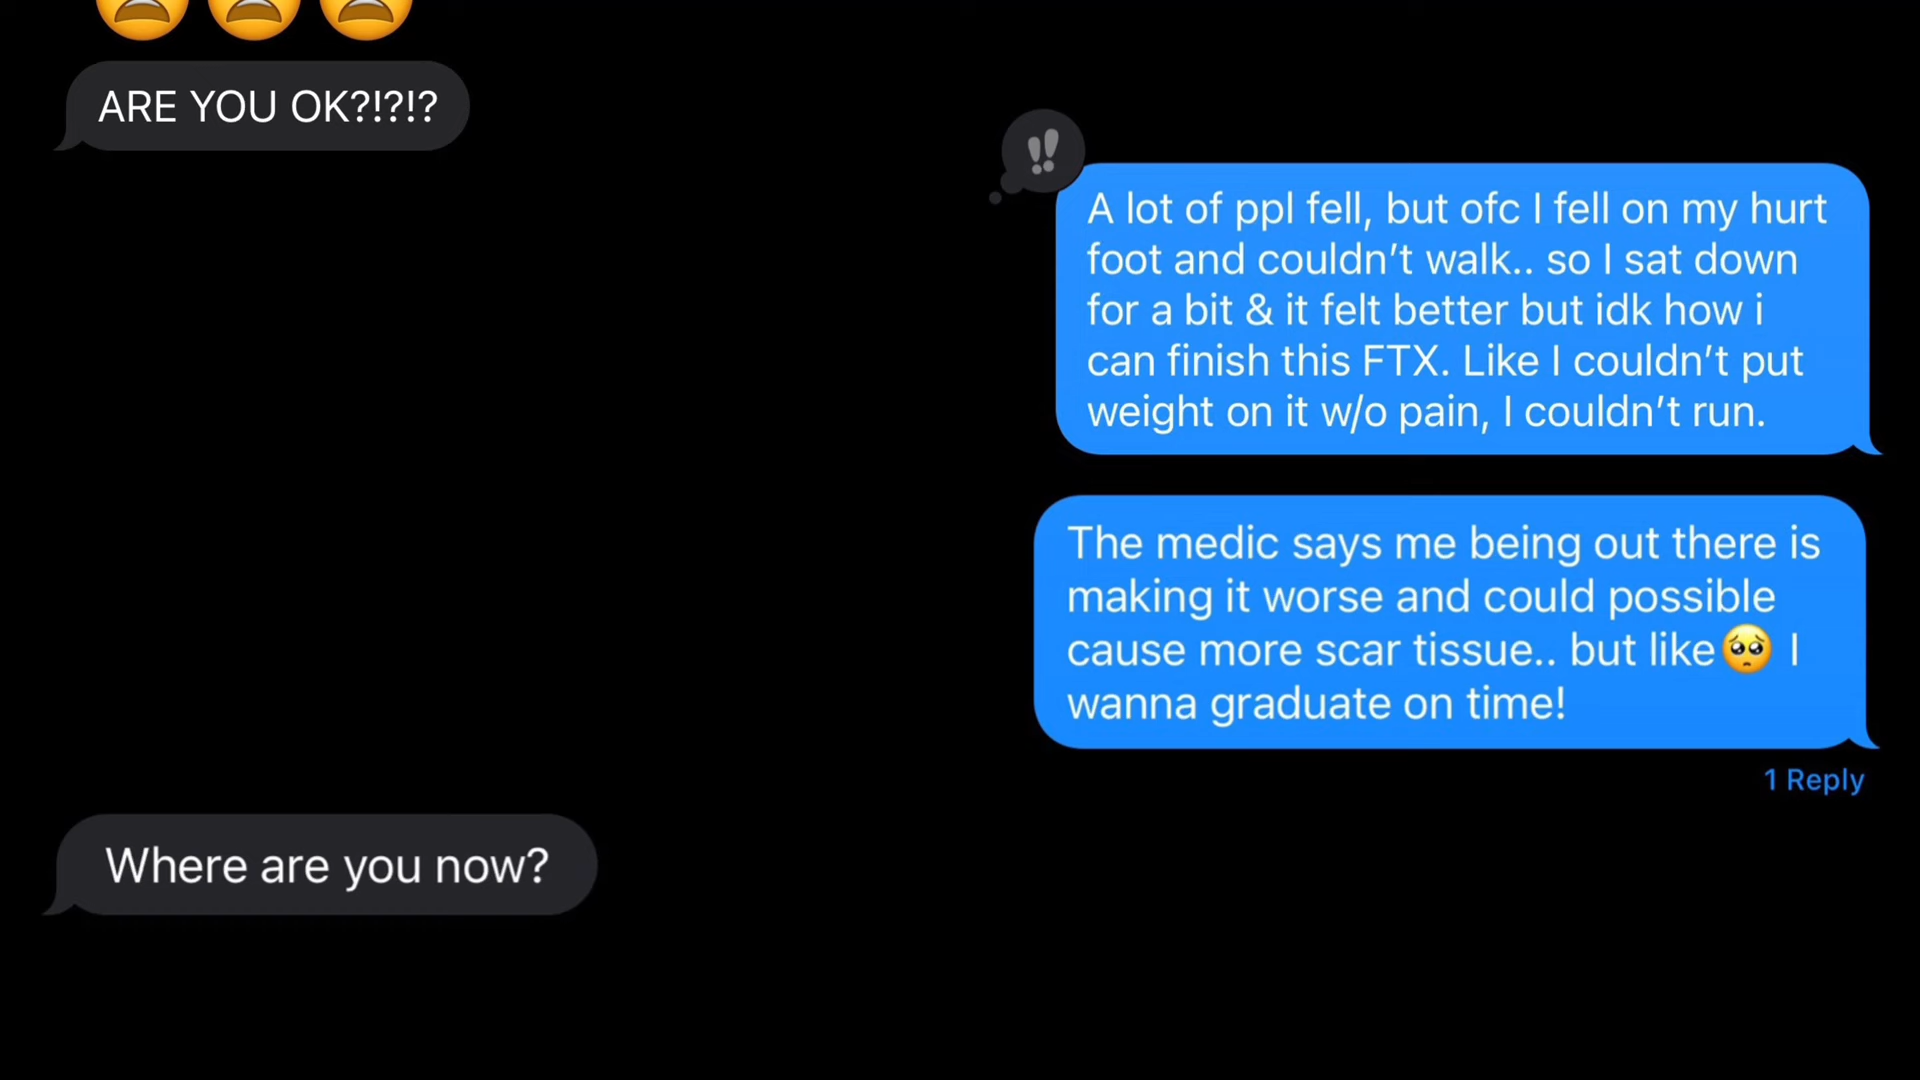 ARE YOU OK?!?!?
A lot of ppl fell, but ofc I fell on my hurt
foot and couldn’t walk.. so I sat down
for a bit & it felt better but idk how i
can finish this FTX. Like I couldn’t put
weight on it w/o pain, I couldn’t run.
The medic says me being out there is
making it worse and could possible
cause more scar tissue.. but like🥺 I
wanna graduate on time!
1 Reply
Where are you now?